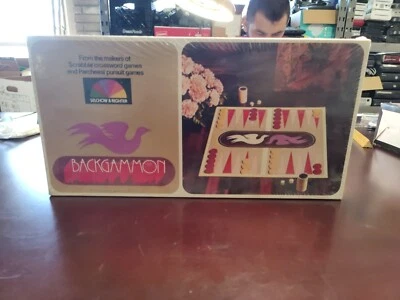 From the makers of
Scrabble crossword games
and Parcheesi pursuit games
SELCHOW & RIGHTER
BACKGAMMON